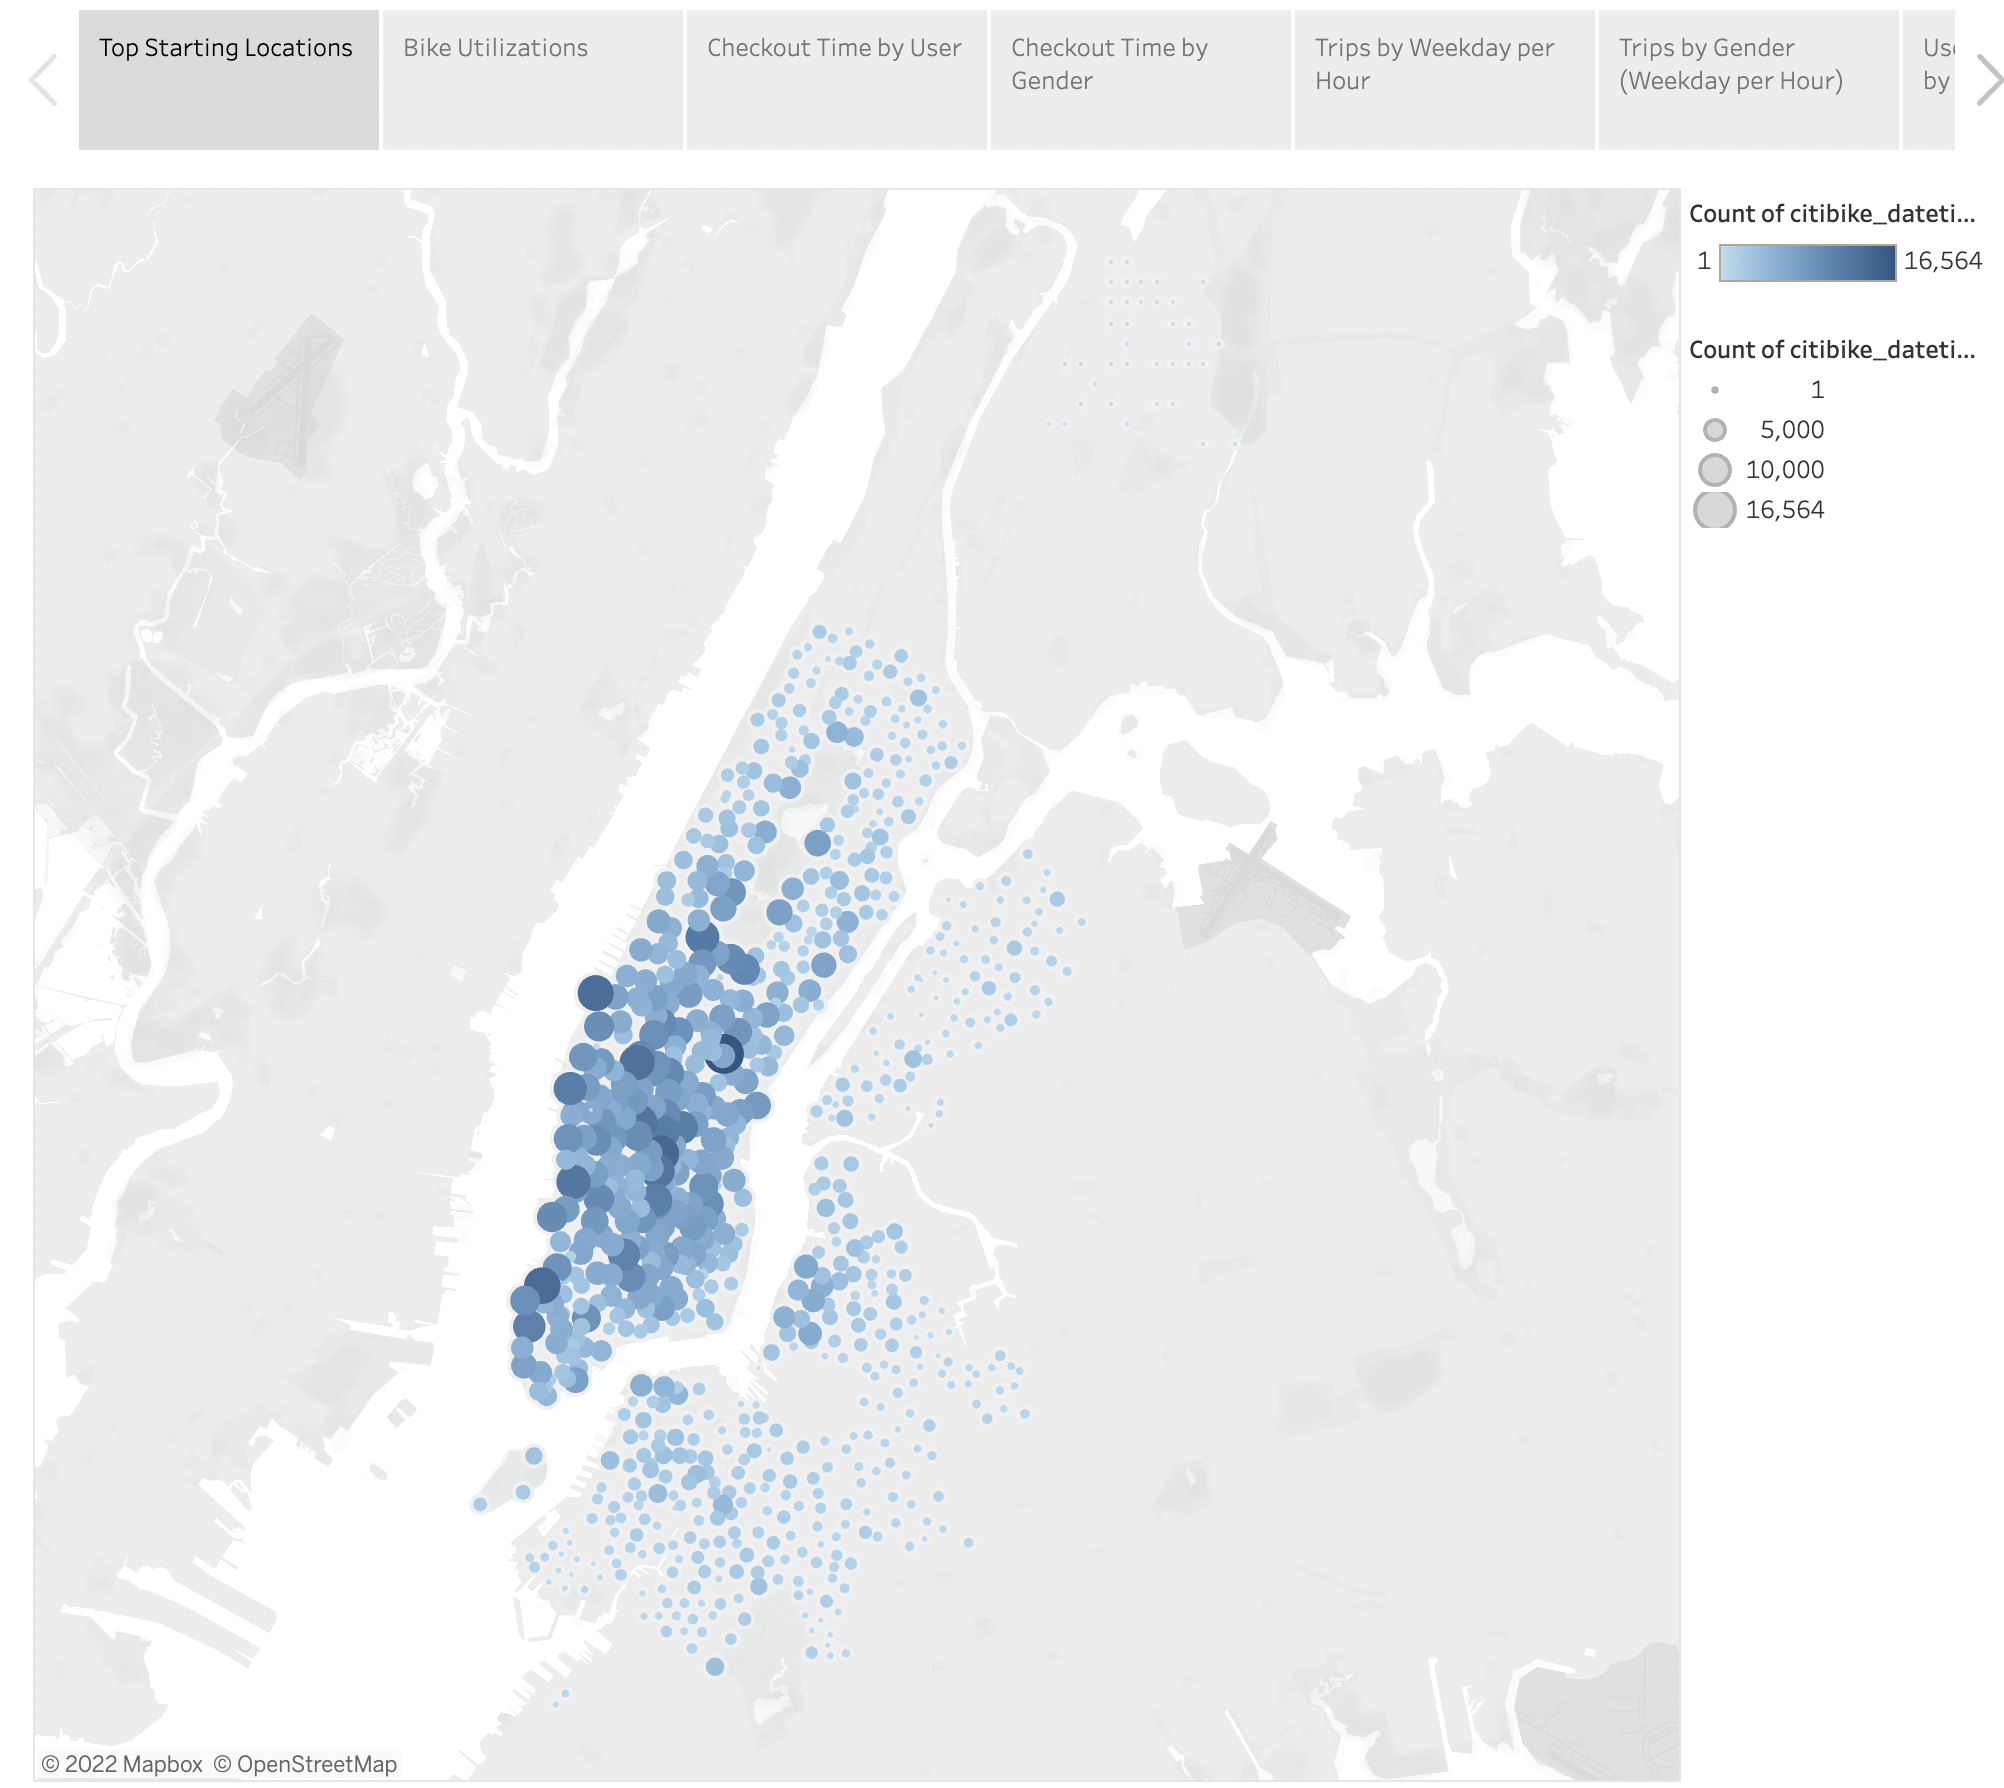 Top Starting Locations
Bike Utilizations
Checkout Time by User
Checkout Time by
Gender
Trips by Weekday per
Hour
Trips by Gender
(Weekday per Hour)
by
Count of citibike_dateti...
1 16,564
Count of citibike_dateti...
1
5,000
10,000
16,564
© 2022 Mapbox © OpenStreetMap